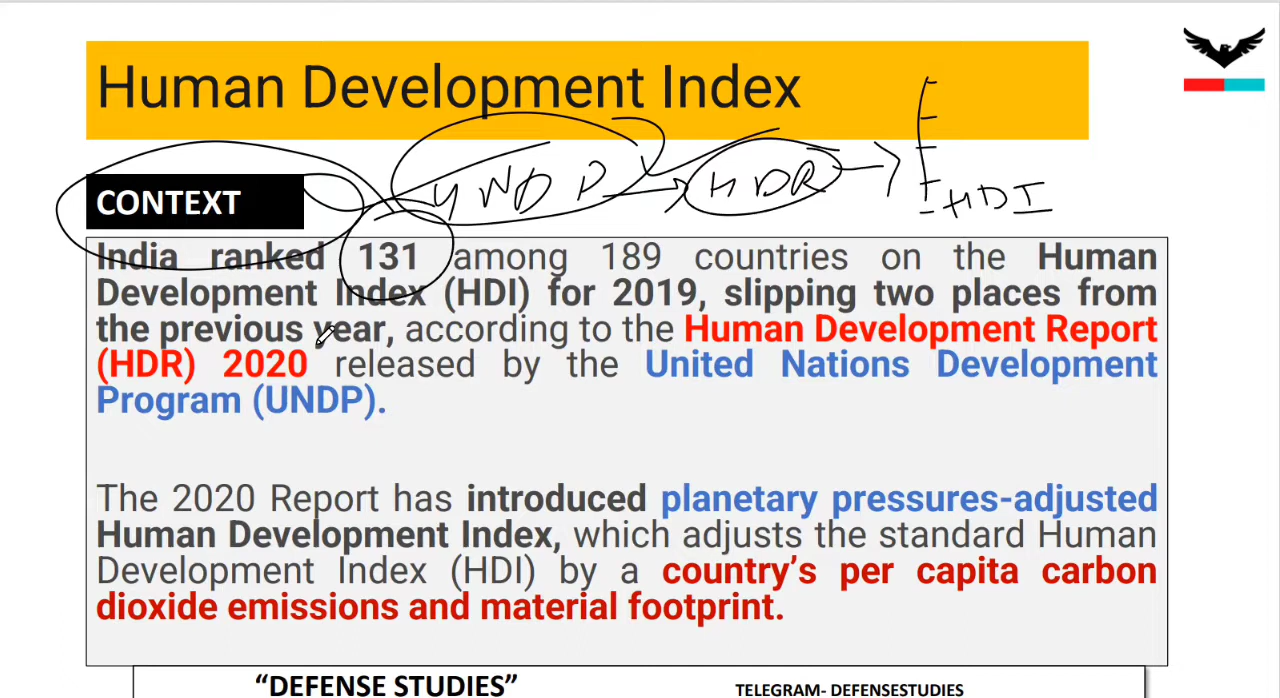 Human Development Index
UNDP → HDR →
HDI
CONTEXT
India ranked 131 among 189 countries on the Human
Development Index (HDI) for 2019, slipping two places from
the previous year, according to the Human Development Report
(HDR) 2020 released by the United Nations Development
Program (UNDP).
The 2020 Report has introduced planetary pressures-adjusted
Human Development Index, which adjusts the standard Human
Development Index (HDI) by a country’s per capita carbon
dioxide emissions and material footprint.
“DEFENSE STUDIES”
TELEGRAM- DEFENSESTUDIES